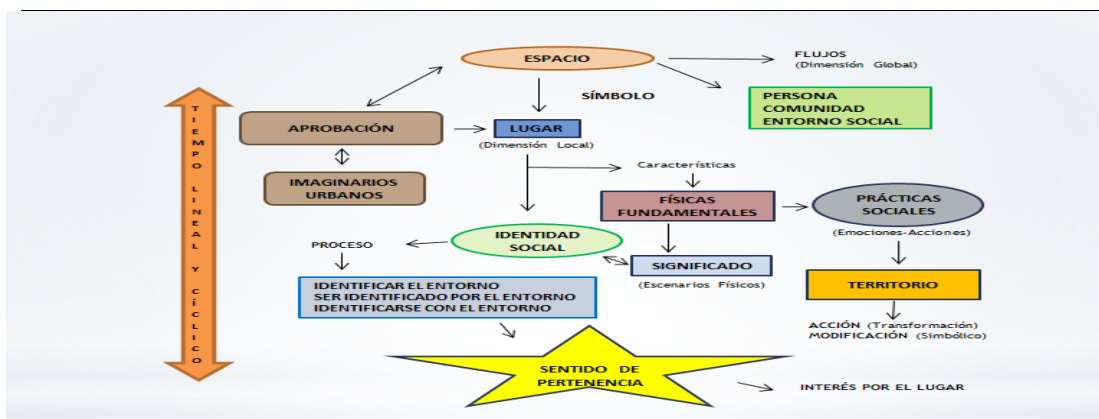 ESPACIO
FLUJOS
(Dimensión Global)
SÍMBOLO
PERSONA
COMUNIDAD
ENTORNO SOCIAL
APROBACIÓN
LUGAR
(Dimensión Local)
IMAGINARIOS
URBANOS
Características
FÍSICAS
FUNDAMENTALES
PRÁCTICAS
SOCIALES
(Emociones-Acciones)
IDENTIDAD
SOCIAL
PROCESO
SIGNIFICADO
(Escenarios Físicos)
TERRITORIO
IDENTIFICAR EL ENTORNO
SER IDENTIFICADO POR EL ENTORNO
IDENTIFICARSE CON EL ENTORNO
ACCIÓN (Transformación)
MODIFICACIÓN (Simbólico)
SENTIDO DE
PERTENENCIA
INTERÉS POR EL LUGAR
TIEMPO LINEAL Y CÍCLICO